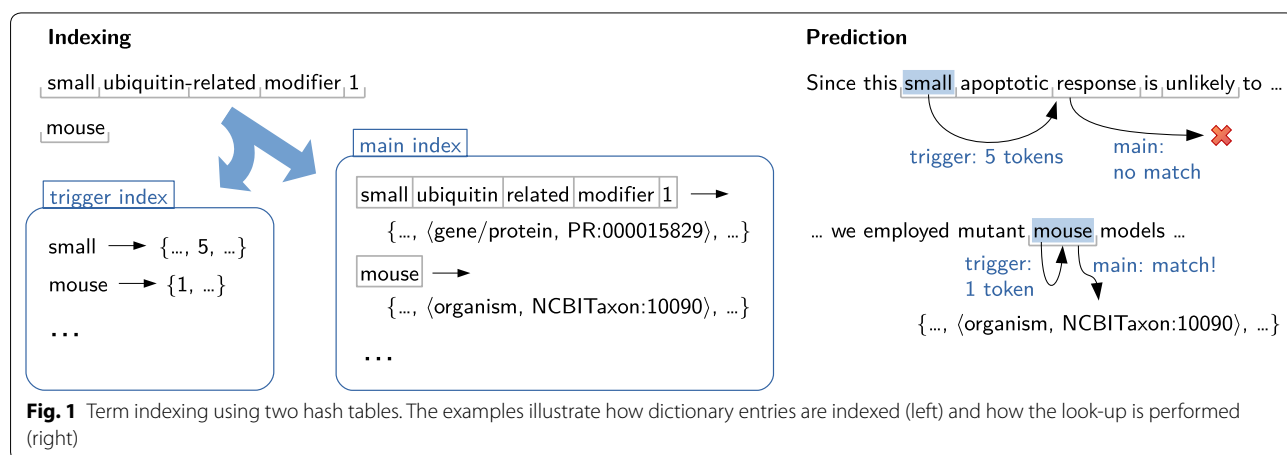 Indexing
small ubiquitin-related modifier 1
mouse
trigger index
small → {…, 5, …}
mouse → {1, …}
...
main index
small ubiquitin related modifier 1 →
{…, ⟨gene/protein, PR:000015829⟩, …}
mouse →
{…, ⟨organism, NCBITaxon:10090⟩, …}
...
Prediction
Since this small apoptotic response is unlikely to …
trigger: 5 tokens
main:
no match
… we employed mutant mouse models …
trigger:
1 token
main: match!
{…, ⟨organism, NCBITaxon:10090⟩, …}
Fig. 1 Term indexing using two hash tables. The examples illustrate how dictionary entries are indexed (left) and how the look-up is performed
(right)